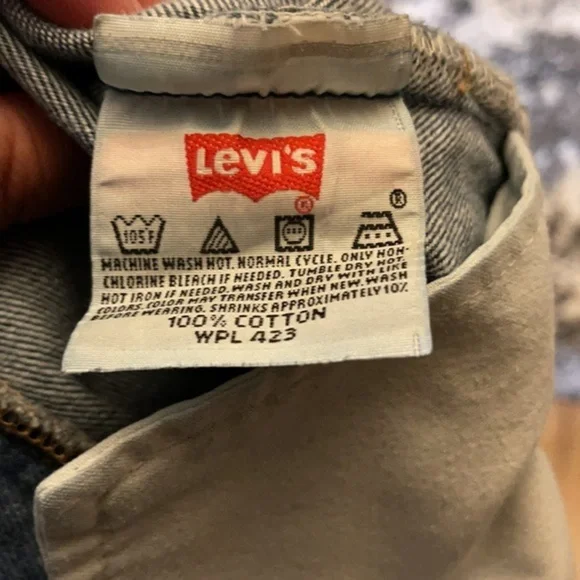 Levi's
®
®
105°F
MACHINE WASH HOT. NORMAL CYCLE. ONLY NON-
CHLORINE BLEACH IF NEEDED. TUMBLE DRY HOT.
HOT IRON IF NEEDED. WASH AND DRY WITH LIKE
COLORS. COLOR MAY TRANSFER WHEN NEW. WASH
BEFORE WEARING. SHRINKS APPROXIMATELY 10%
100% COTTON
WPL 423